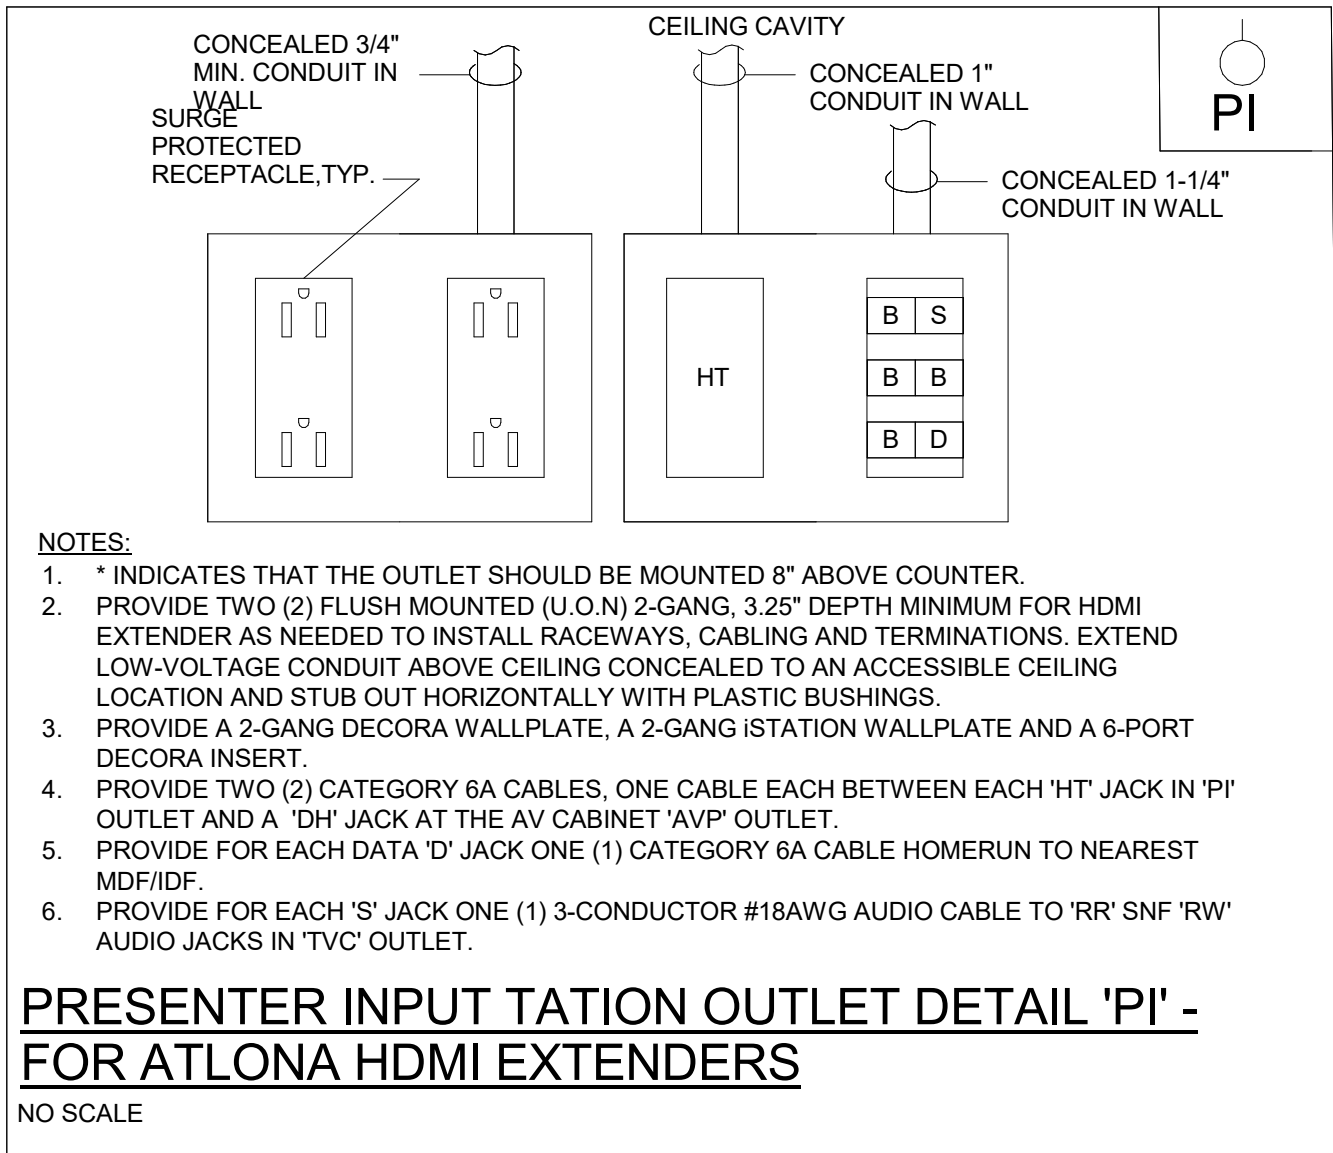 CEILING CAVITY
CONCEALED 3/4"
MIN. CONDUIT IN
WALL
SURGE
PROTECTED
RECEPTACLE,TYP.
CONCEALED 1"
CONDUIT IN WALL
PI
CONCEALED 1-1/4"
CONDUIT IN WALL
HT
B S
B B
B D
NOTES:
1. * INDICATES THAT THE OUTLET SHOULD BE MOUNTED 8" ABOVE COUNTER.
2. PROVIDE TWO (2) FLUSH MOUNTED (U.O.N) 2-GANG, 3.25" DEPTH MINIMUM FOR HDMI
EXTENDER AS NEEDED TO INSTALL RACEWAYS, CABLING AND TERMINATIONS. EXTEND
LOW-VOLTAGE CONDUIT ABOVE CEILING CONCEALED TO AN ACCESSIBLE CEILING
LOCATION AND STUB OUT HORIZONTALLY WITH PLASTIC BUSHINGS.
3. PROVIDE A 2-GANG DECORA WALLPLATE, A 2-GANG iSTATION WALLPLATE AND A 6-PORT
DECORA INSERT.
4. PROVIDE TWO (2) CATEGORY 6A CABLES, ONE CABLE EACH BETWEEN EACH 'HT' JACK IN 'PI'
OUTLET AND A 'DH' JACK AT THE AV CABINET 'AVP' OUTLET.
5. PROVIDE FOR EACH DATA 'D' JACK ONE (1) CATEGORY 6A CABLE HOMERUN TO NEAREST
MDF/IDF.
6. PROVIDE FOR EACH 'S' JACK ONE (1) 3-CONDUCTOR #18AWG AUDIO CABLE TO 'RR' SNF 'RW'
AUDIO JACKS IN 'TVC' OUTLET.
PRESENTER INPUT TATION OUTLET DETAIL 'PI' -
FOR ATLONA HDMI EXTENDERS
NO SCALE